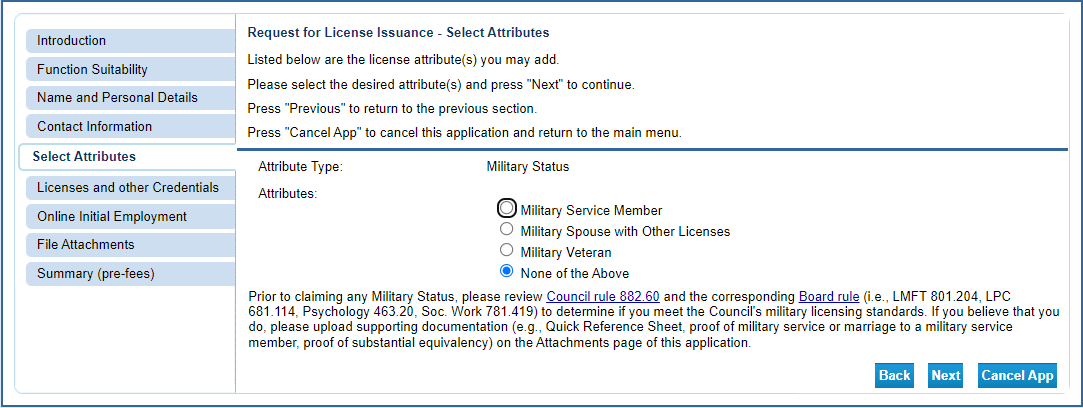 Introduction
Function Suitability
Name and Personal Details
Contact Information
Select Attributes
Licenses and other Credentials
Online Initial Employment
File Attachments
Summary (pre-fees)
Request for License Issuance - Select Attributes
Listed below are the license attribute(s) you may add.
Please select the desired attribute(s) and press "Next" to continue.
Press "Previous" to return to the previous section.
Press "Cancel App" to cancel this application and return to the main menu.
Attribute Type: Military Status
Attributes:
Military Service Member
Military Spouse with Other Licenses
Military Veteran
None of the Above
Prior to claiming any Military Status, please review Council rule 882.60 and the corresponding Board rule (i.e., LMFT 801.204, LPC
681.114, Psychology 463.20, Soc. Work 781.419) to determine if you meet the Council's military licensing standards. If you believe that you
do, please upload supporting documentation (e.g., Quick Reference Sheet, proof of military service or marriage to a military service
member, proof of substantial equivalency) on the Attachments page of this application.
Back Next Cancel App